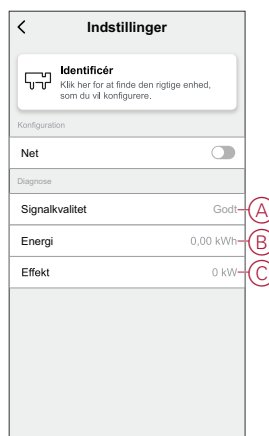 Indstillinger
Identificér
Klik her for at finde den rigtige enhed,
som du vil konfigurere.
Konfiguration
Net
Diagnose
Signalkvalitet Godt A
Energi 0,00 kWh B
Effekt 0 kW C